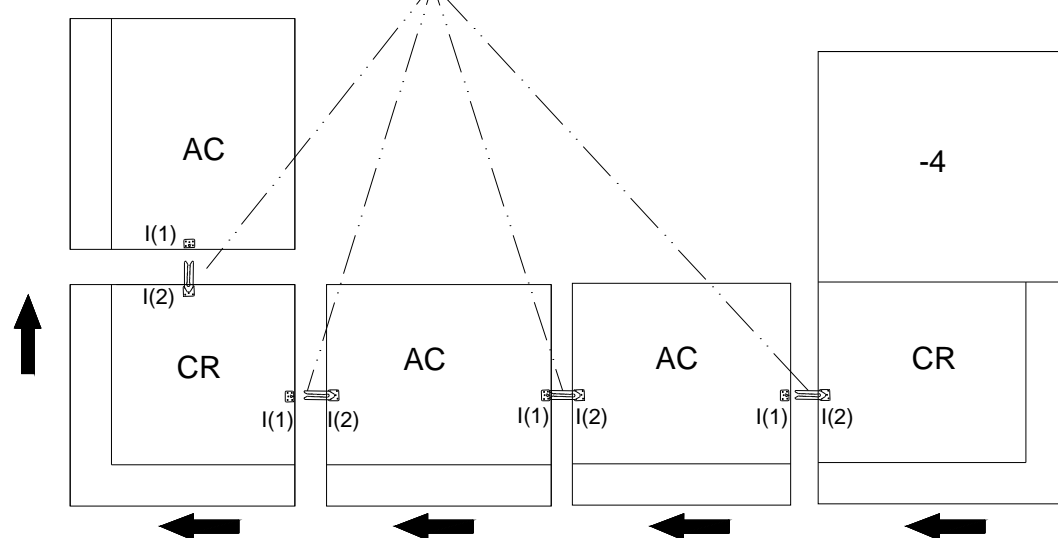 AC
-4
I(1)
I(2)
CR
AC
AC
CR
I(1)
I(2)
I(1)
I(2)
I(1)
I(2)